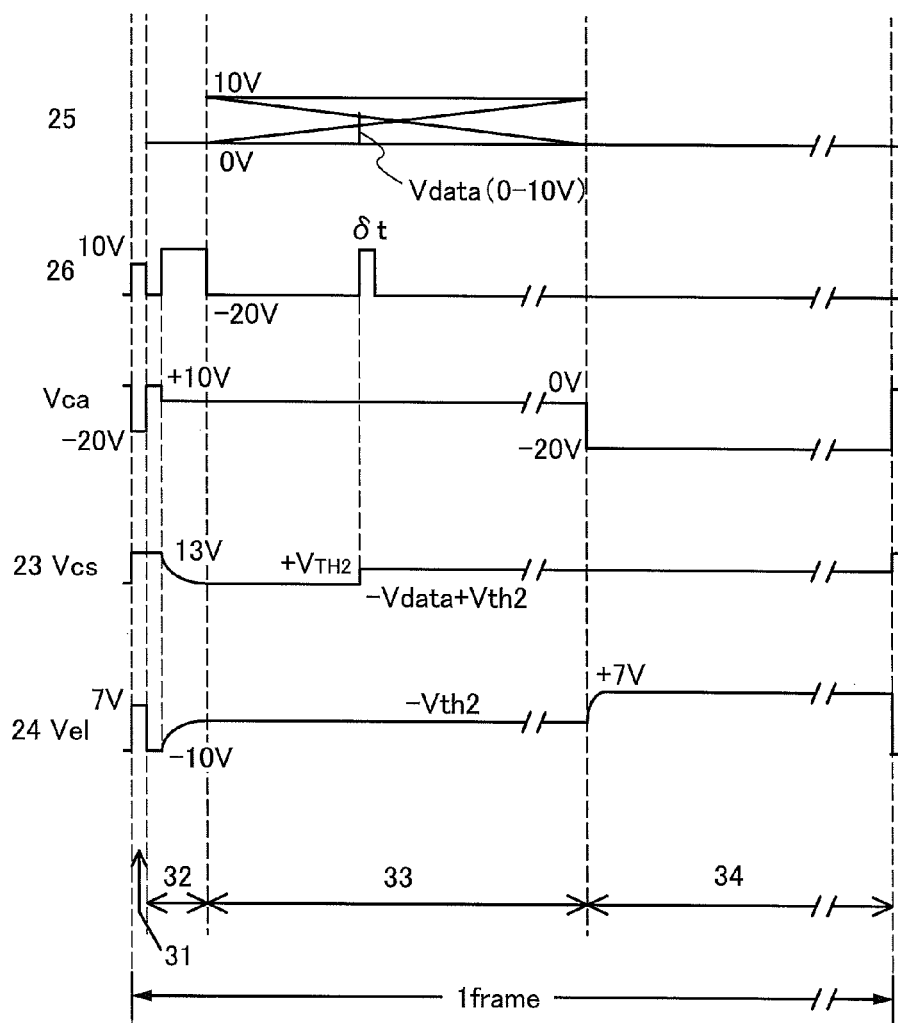 10V
25
0V
Vdata(0-10V)
δt
10V
26
-20V
+10V
0V
Vca
-20V
-20V
13V
23 Vcs
+VTH2
-Vdata+Vth2
7V
+7V
-Vth2
24 Vel
-10V
32
33
34
31
1frame